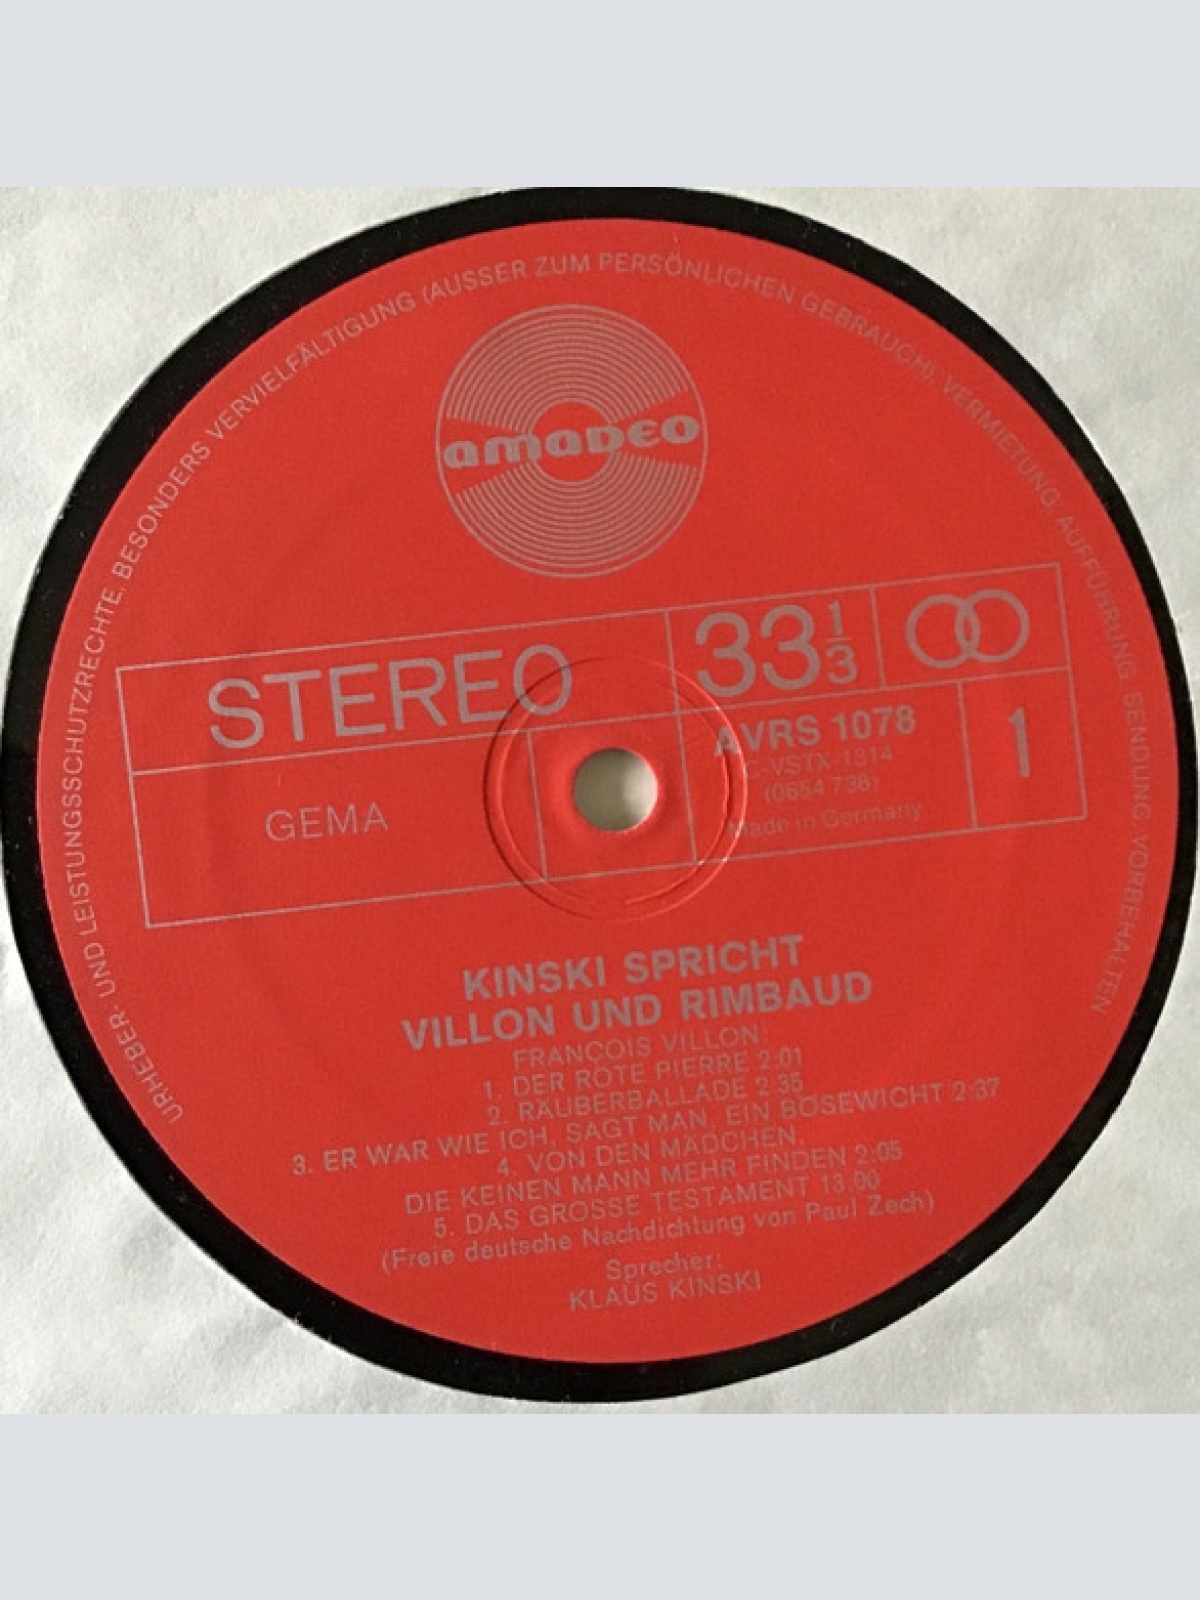 URHEBER- UND LEISTUNGSSCHUTZRECHTE, BESONDERS VERVIELFÄLTIGUNG (AUSSER ZUM PERSÖNLICHEN GEBRAUCH), VERMIETUNG, AUFFÜHRUNG, SENDUNG VORBEHALTEN
amadeo
STEREO
33 1/3
GEMA
AVRS 1078
C-VSTX-1314
(0654 738)
Made in Germany
1
KINSKI SPRICHT
VILLON UND RIMBAUD
FRANÇOIS VILLON:
1. DER ROTE PIERRE 2:01
2. RÄUBERBALLADE 2:35
3. ER WAR WIE ICH, SAGT MAN, EIN BÖSEWICHT 2:37
4. VON DEN MÄDCHEN,
DIE KEINEN MANN MEHR FINDEN 2:05
5. DAS GROSSE TESTAMENT 13:00
(Freie deutsche Nachdichtung von Paul Zech)
Sprecher:
KLAUS KINSKI